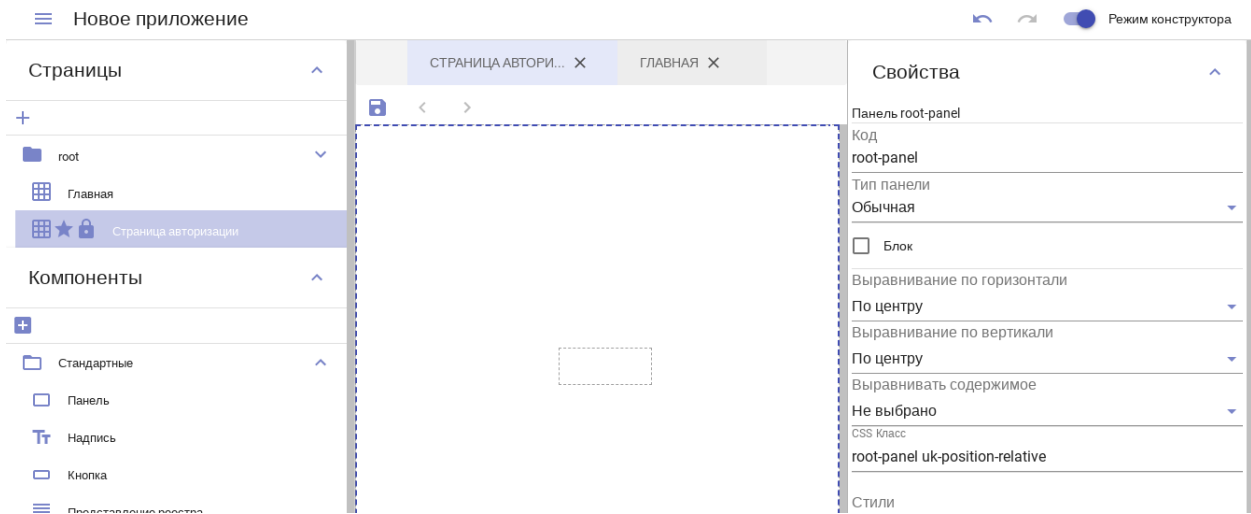 Новое приложение
Режим конструктора
Страницы
root
Главная
Страница авторизации
Компоненты
Стандартные
Панель
Надпись
Кнопка
Представление реестра
СТРАНИЦА АВТОРИ...
ГЛАВНАЯ
Свойства
Панель root-panel
Код
root-panel
Тип панели
Обычная
Блок
Выравнивание по горизонтали
По центру
Выравнивание по вертикали
По центру
Выравнивать содержимое
Не выбрано
CSS Класс
root-panel uk-position-relative
Стили